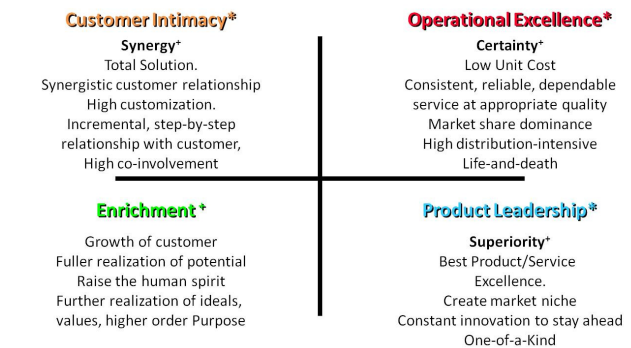 Customer Intimacy*
Synergy+
Total Solution.
Synergistic customer relationship
High customization.
Incremental, step-by-step
relationship with customer,
High co-involvement
Operational Excellence*
Certainty+
Low Unit Cost
Consistent, reliable, dependable
service at appropriate quality
Market share dominance
High distribution-intensive
Life-and-death
Enrichment +
Growth of customer
Fuller realization of potential
Raise the human spirit
Further realization of ideals,
values, higher order Purpose
Product Leadership*
Superiority+
Best Product/Service
Excellence.
Create market niche
Constant innovation to stay ahead
One-of-a-Kind